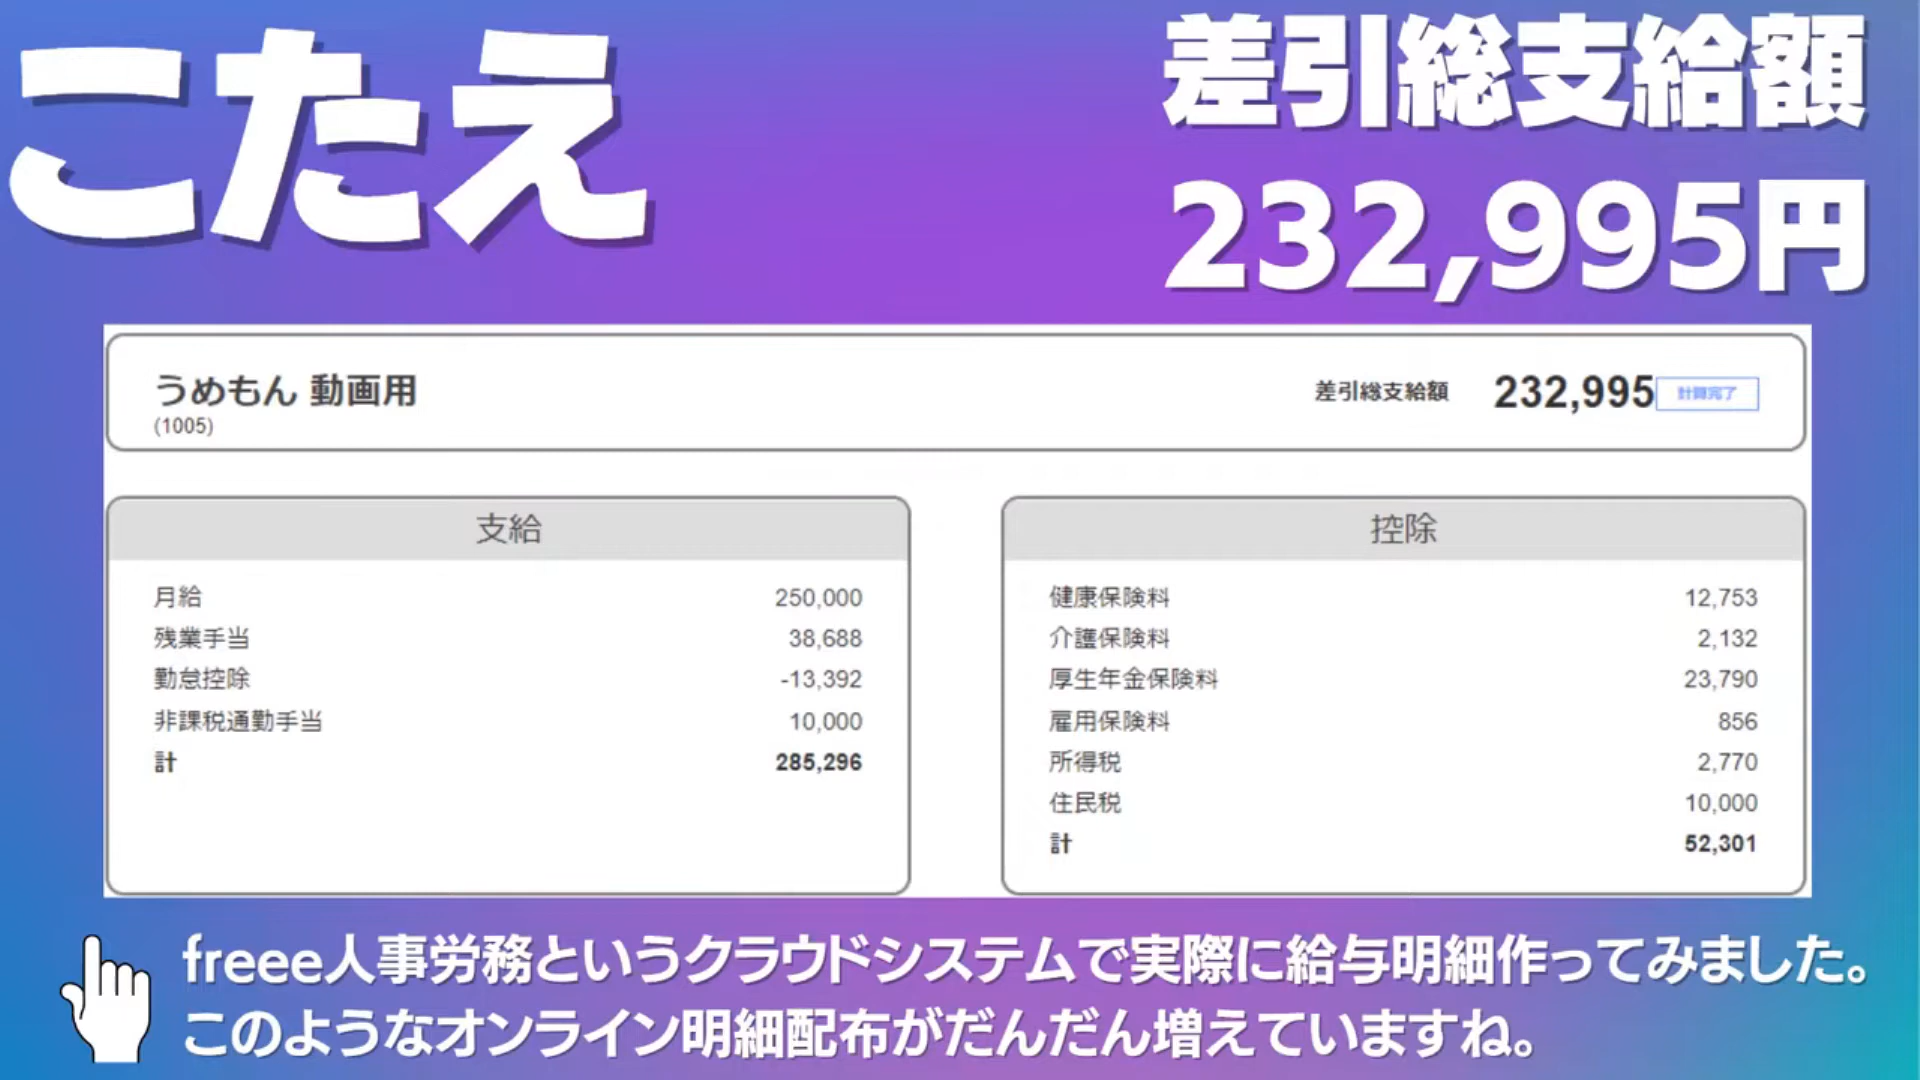 こたえ
差引総支給額
232,995円
うめもん 動画用
(1005)
差引総支給額 232,995 計算完了
支給
月給 250,000
残業手当 38,688
勤怠控除 -13,392
非課税通勤手当 10,000
計 285,296
控除
健康保険料 12,753
介護保険料 2,132
厚生年金保険料 23,790
雇用保険料 856
所得税 2,770
住民税 10,000
計 52,301
freee人事労務というクラウドシステムで実際に給与明細作ってみました。
このようなオンライン明細配布がだんだん増えていますね。